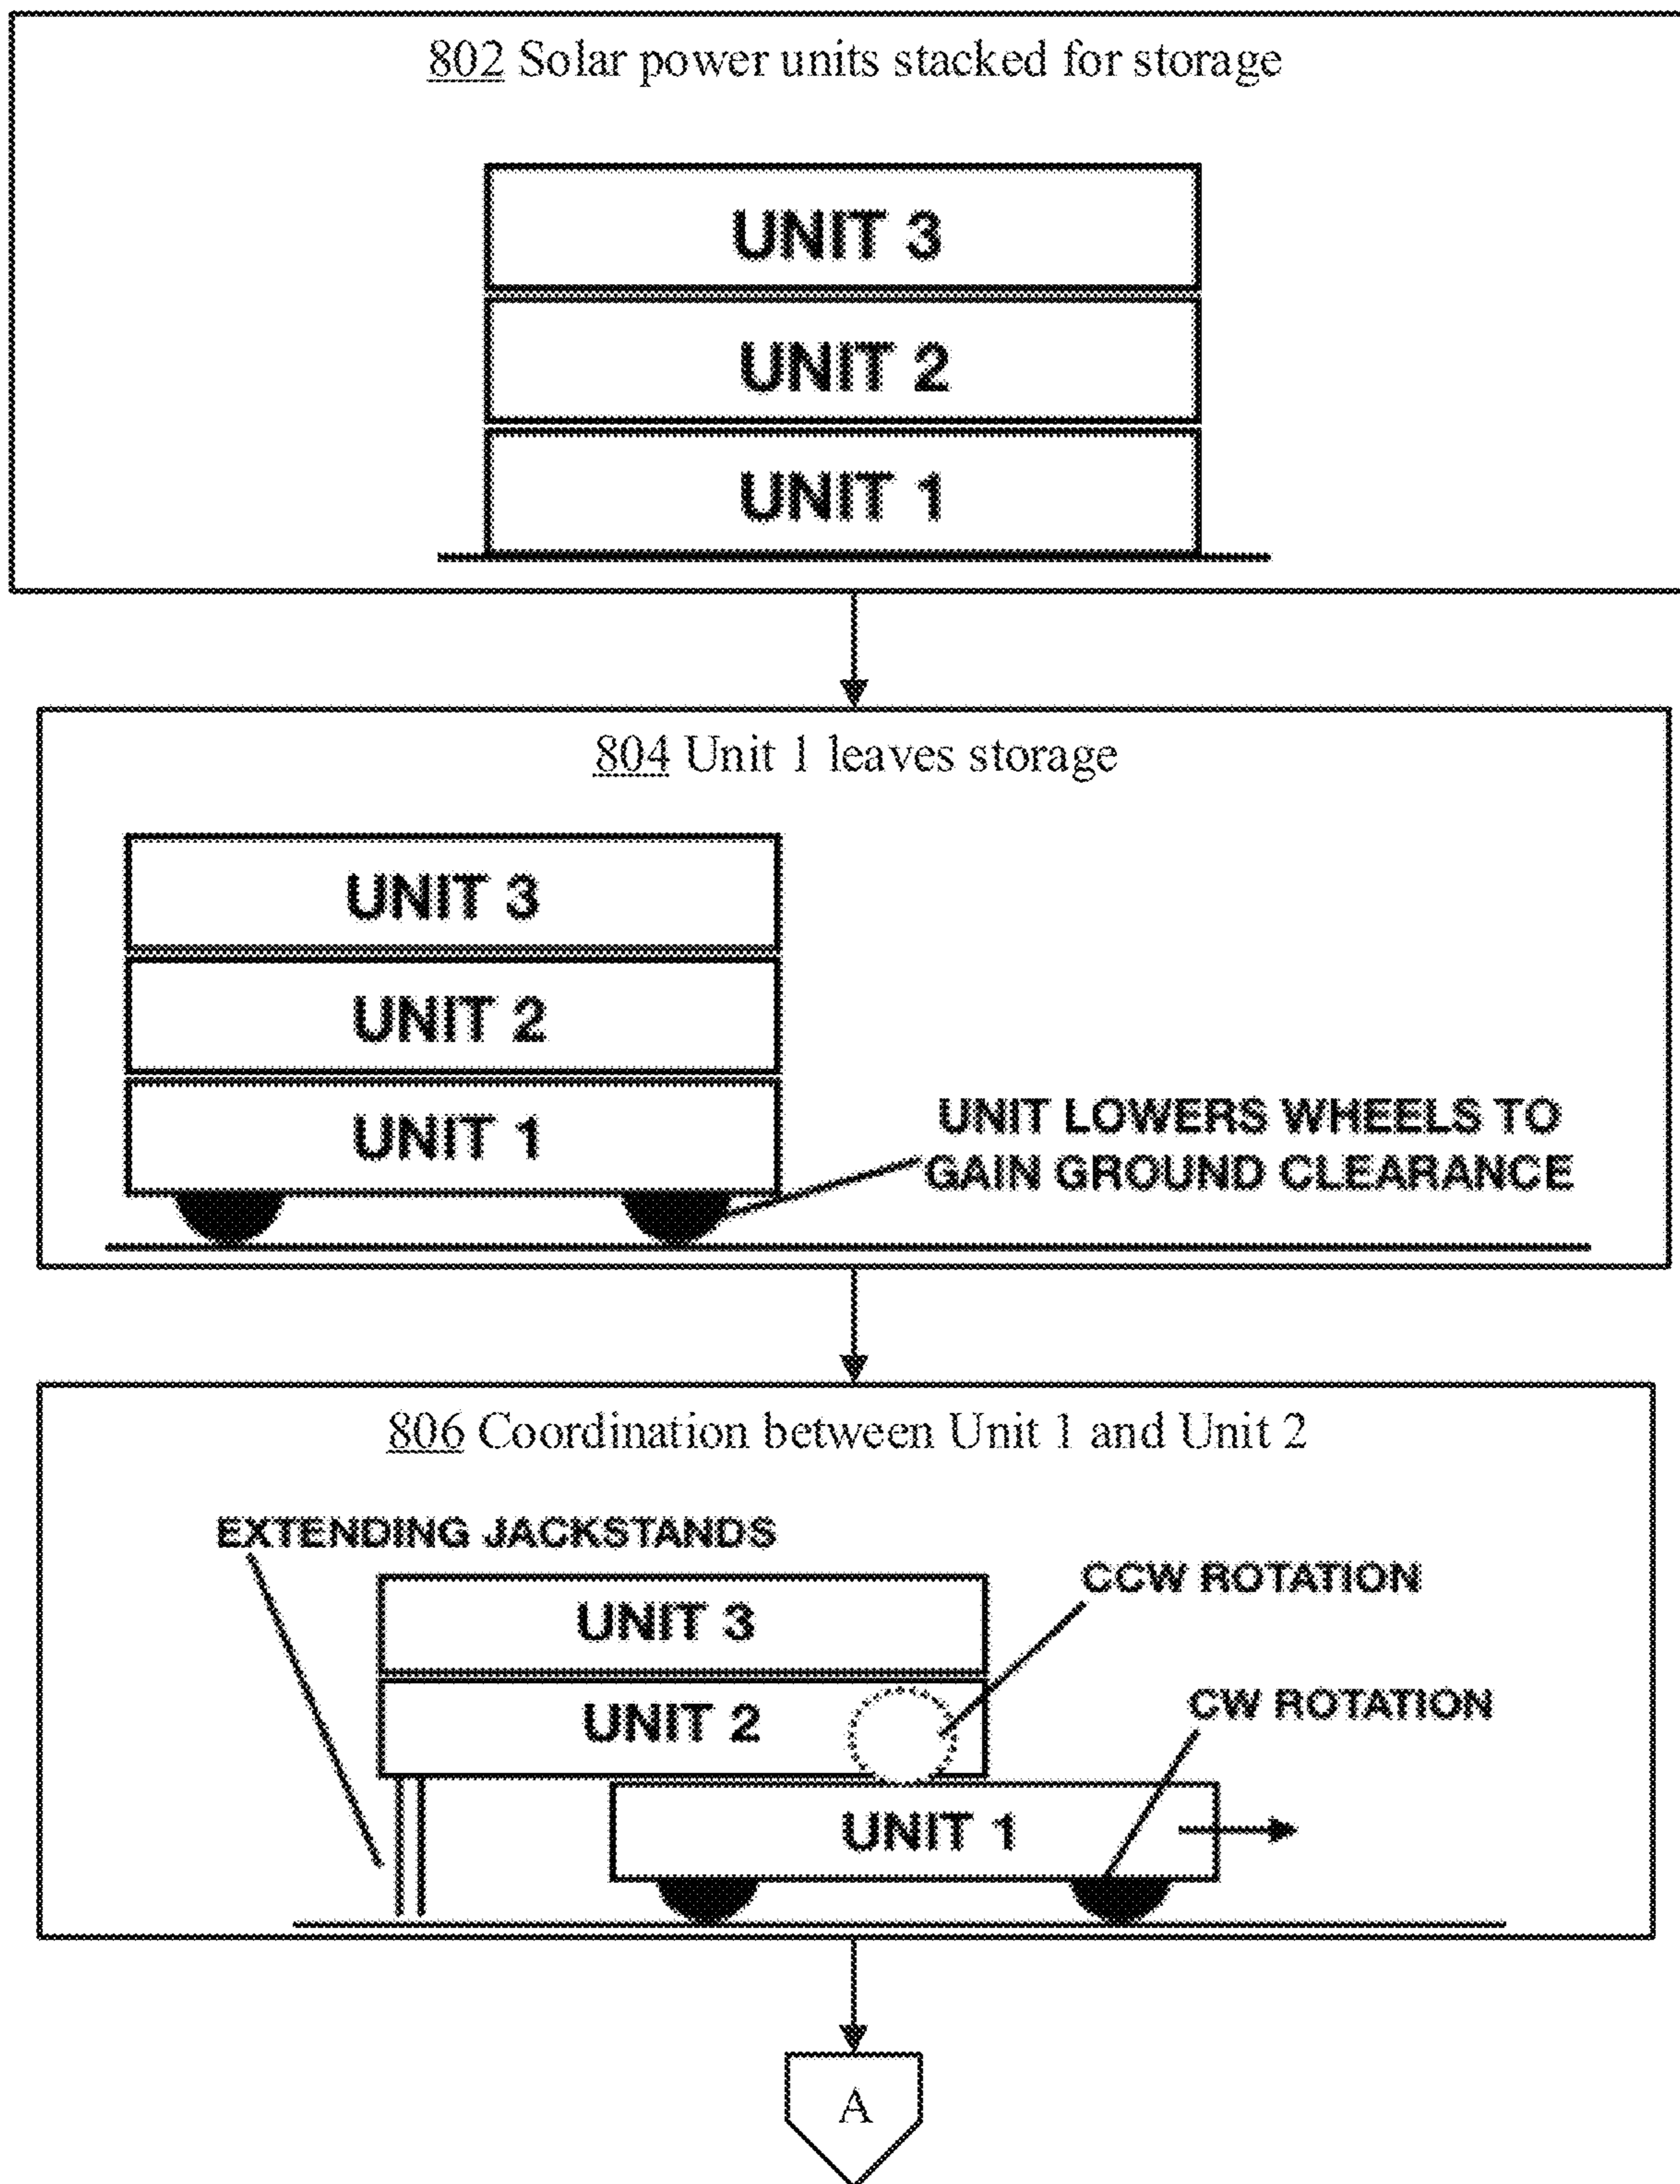 802 Solar power units stacked for storage
UNIT 3
UNIT 2
UNIT 1
804 Unit 1 leaves storage
UNIT 3
UNIT 2
UNIT 1
UNIT LOWERS WHEELS TO
GAIN GROUND CLEARANCE
806 Coordination between Unit 1 and Unit 2
EXTENDING JACKSTANDS
CCW ROTATION
UNIT 3
CW ROTATION
UNIT 2
UNIT 1
A